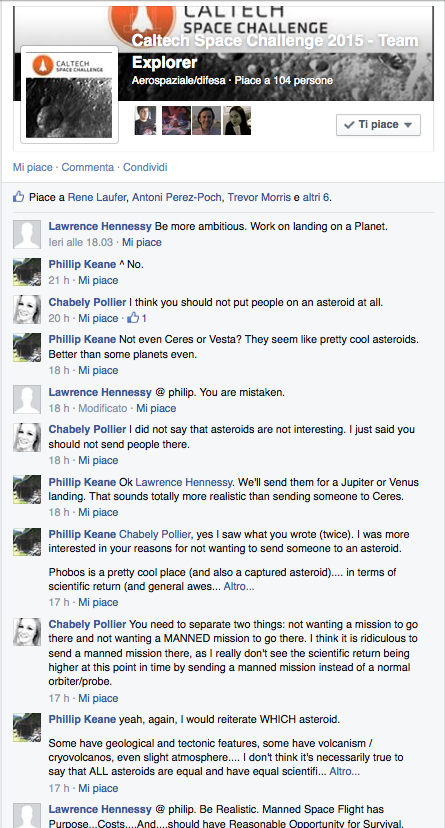 CALTECH
SPACE CHALLENGE
Caltech Space Challenge 2015 - Team
Explorer
Aerospaziale/difesa · Piace a 104 persone
CALTECH
SPACE CHALLENGE
Ti piace
Mi piace · Commenta · Condividi
Piace a Rene Laufer, Antoni Perez-Poch, Trevor Morris e altri 6.
Lawrence Hennessy Be more ambitious. Work on landing on a Planet.
Ieri alle 18.03 · Mi piace
Phillip Keane ^ No.
21 h · Mi piace
Chabely Pollier I think you should not put people on an asteroid at all.
20 h · Mi piace · 1
Phillip Keane Not even Ceres or Vesta? They seem like pretty cool asteroids.
Better than some planets even.
18 h · Mi piace
Lawrence Hennessy @ philip. You are mistaken.
18 h · Modificato · Mi piace
Chabely Pollier I did not say that asteroids are not interesting. I just said you
should not send people there.
18 h · Mi piace
Phillip Keane Ok Lawrence Hennessy. We'll send them for a Jupiter or Venus
landing. That sounds totally more realistic than sending someone to Ceres.
18 h · Mi piace
Phillip Keane Chabely Pollier, yes I saw what you wrote (twice). I was more
interested in your reasons for not wanting to send someone to an asteroid.
Phobos is a pretty cool place (and also a captured asteroid).... in terms of
scientific return (and general awes... Altro...
17 h · Mi piace
Chabely Pollier You need to separate two things: not wanting a mission to go
there and not wanting a MANNED mission to go there. I think it is ridiculous to
send a manned mission there, as I really don't see the scientific return being
higher at this point in time by sending a manned mission instead of a normal
orbiter/probe.
17 h · Mi piace
Phillip Keane yeah, again, I would reiterate WHICH asteroid.
Some have geological and tectonic features, some have volcanism /
cryovolcanos, even slight atmosphere.... I don't think it's necessarily true to
say that ALL asteroids are equal and have equal scientifi... Altro...
17 h · Mi piace
Lawrence Hennessy @ philip. Be Realistic. Manned Space Flight has
Purpose...Costs....And....should have Reasonable Opportunity for Survival.